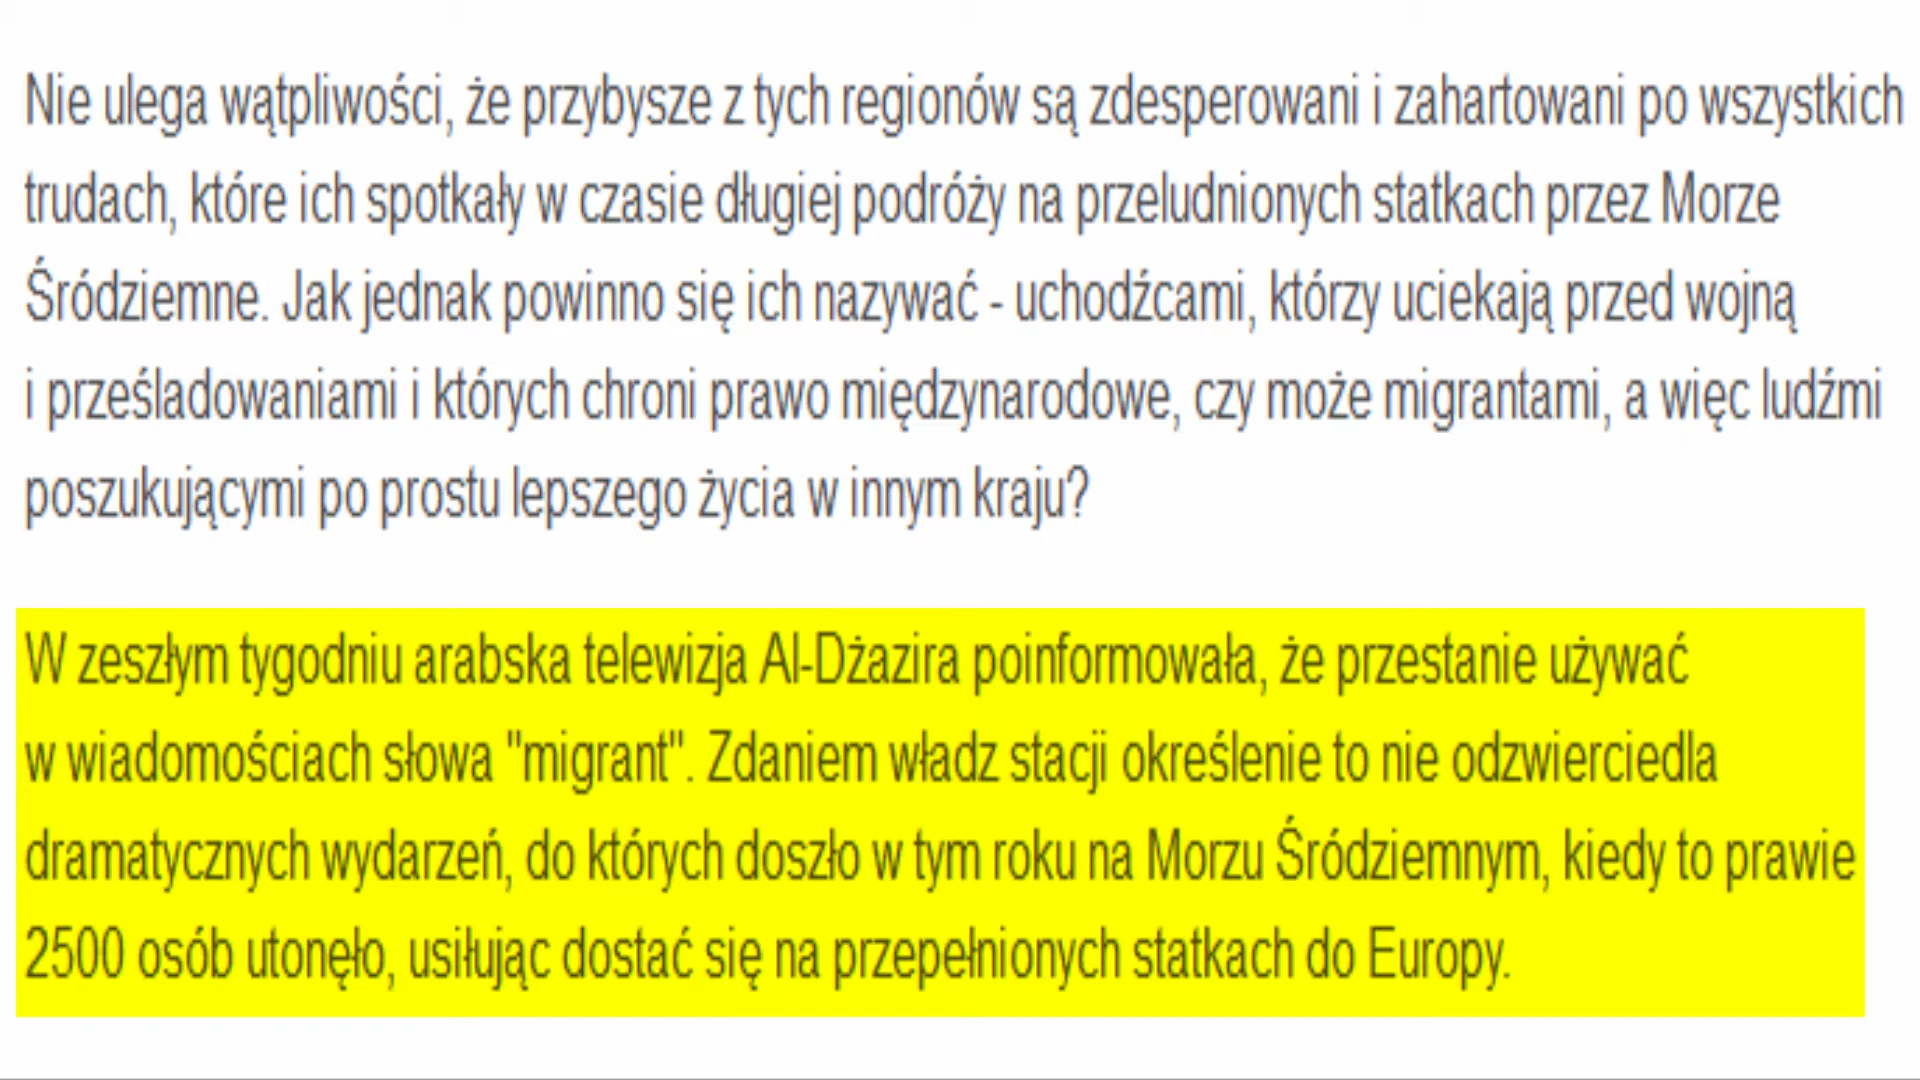 Nie ulega wątpliwości, że przybysze z tych regionów są zdesperowani i zahartowani po wszystkich
trudach, które ich spotkały w czasie długiej podróży na przeludnionych statkach przez Morze
Śródziemne. Jak jednak powinno się ich nazywać - uchodźcami, którzy uciekają przed wojną
i prześladowaniami i których chroni prawo międzynarodowe, czy może migrantami, a więc ludźmi
poszukującymi po prostu lepszego życia w innym kraju?
W zeszłym tygodniu arabska telewizja Al-Dżazira poinformowała, że przestanie używać
w wiadomościach słowa "migrant". Zdaniem władz stacji określenie to nie odzwierciedla
dramatycznych wydarzeń, do których doszło w tym roku na Morzu Śródziemnym, kiedy to prawie
2500 osób utonęło, usiłując dostać się na przepełnionych statkach do Europy.